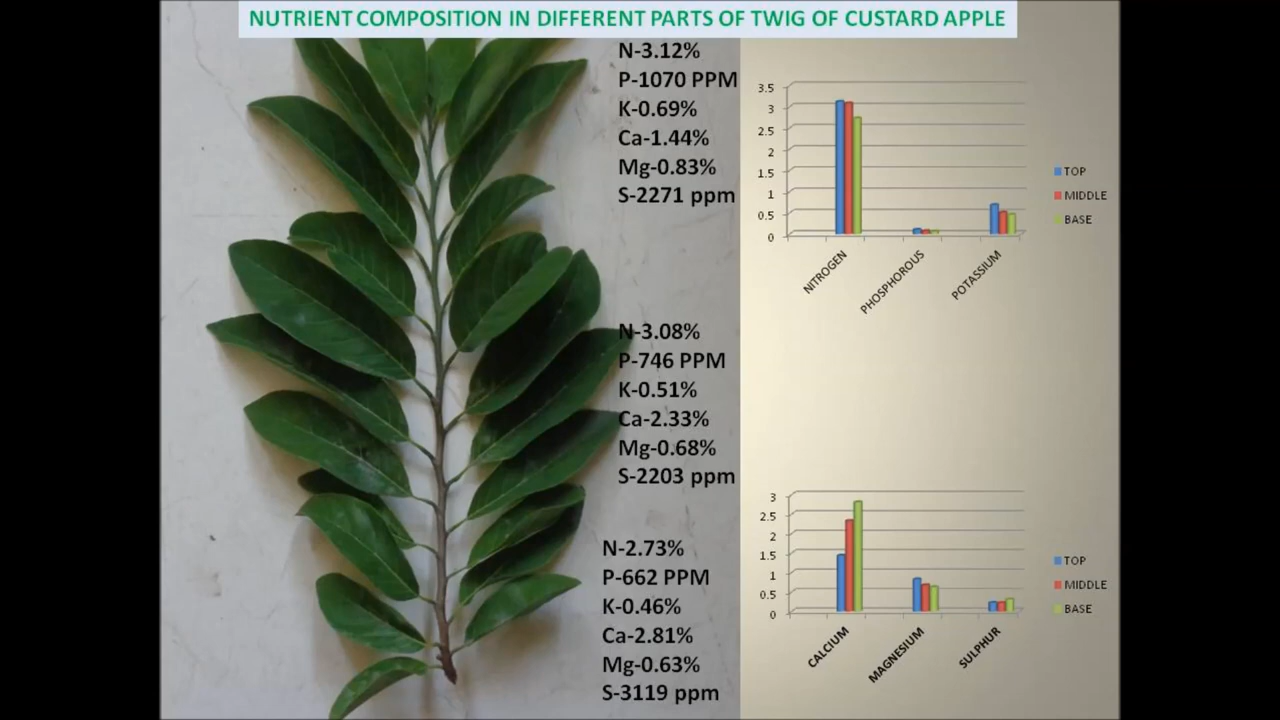 NUTRIENT COMPOSITION IN DIFFERENT PARTS OF TWIG OF CUSTARD APPLE
N-3.12%
P-1070 PPM
K-0.69%
Ca-1.44%
Mg-0.83%
S-2271 ppm
N-3.08%
P-746 PPM
K-0.51%
Ca-2.33%
Mg-0.68%
S-2203 ppm
N-2.73%
P-662 PPM
K-0.46%
Ca-2.81%
Mg-0.63%
S-3119 ppm
3.5
3
2.5
2
1.5
1
0.5
0
NITROGEN
PHOSPHOROUS
POTASSIUM
TOP
MIDDLE
BASE
3
2.5
2
1.5
1
0.5
0
CALCIUM
MAGNESIUM
SULPHUR
TOP
MIDDLE
BASE